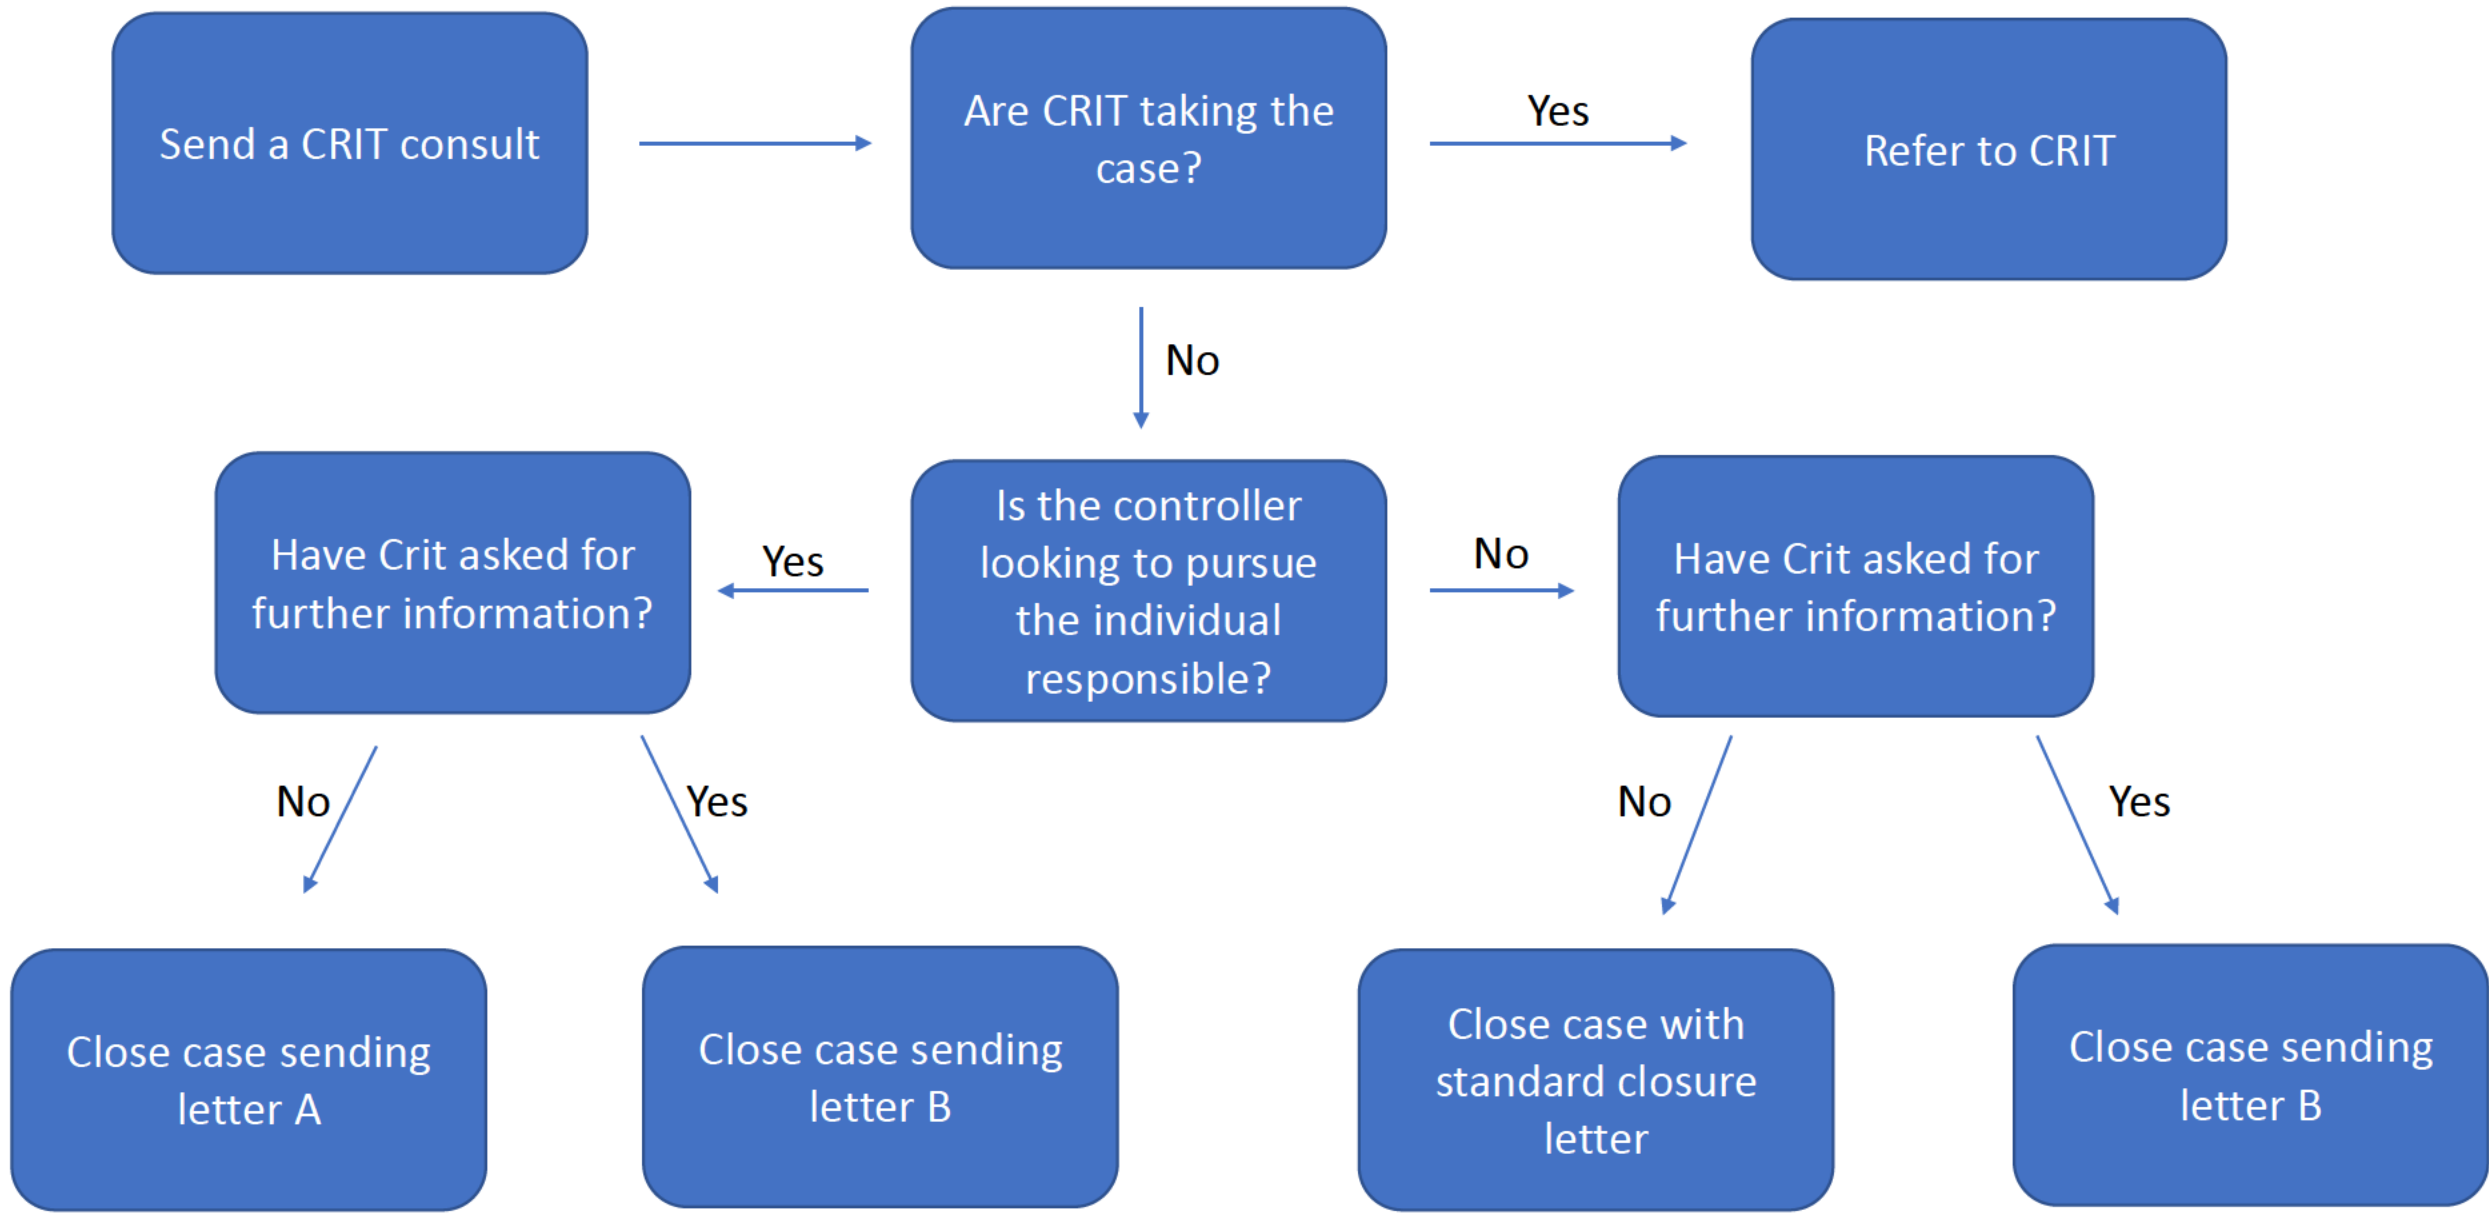 Send a CRIT consult
Are CRIT taking the
case?
Yes
Refer to CRIT
No
Have Crit asked for
further information?
Yes
Is the controller
looking to pursue
the individual
responsible?
No
Have Crit asked for
further information?
No
Yes
No
Yes
Close case sending
letter A
Close case sending
letter B
Close case with
standard closure
letter
Close case sending
letter B